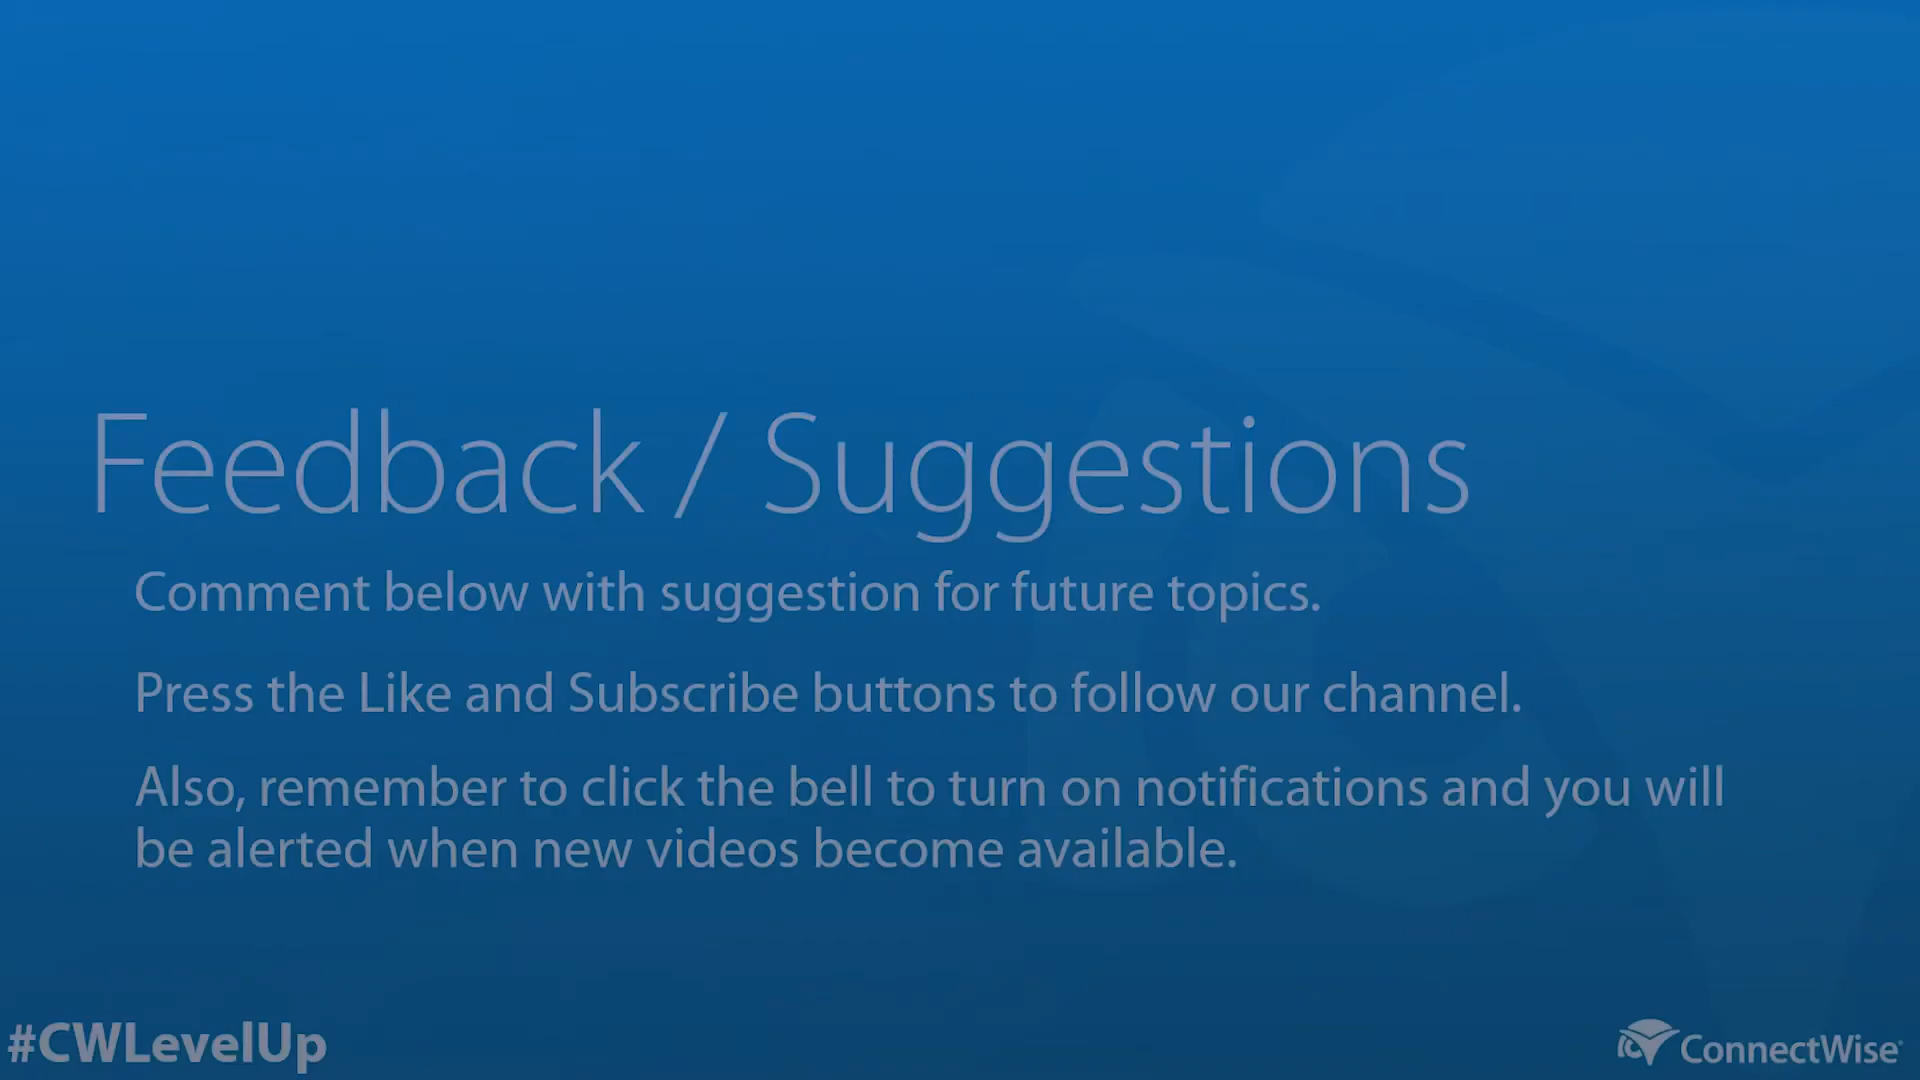 Feedback / Suggestions
Comment below with suggestion for future topics.
Press the Like and Subscribe buttons to follow our channel.
Also, remember to click the bell to turn on notifications and you will
be alerted when new videos become available.
#CWLevelUp
ConnectWise